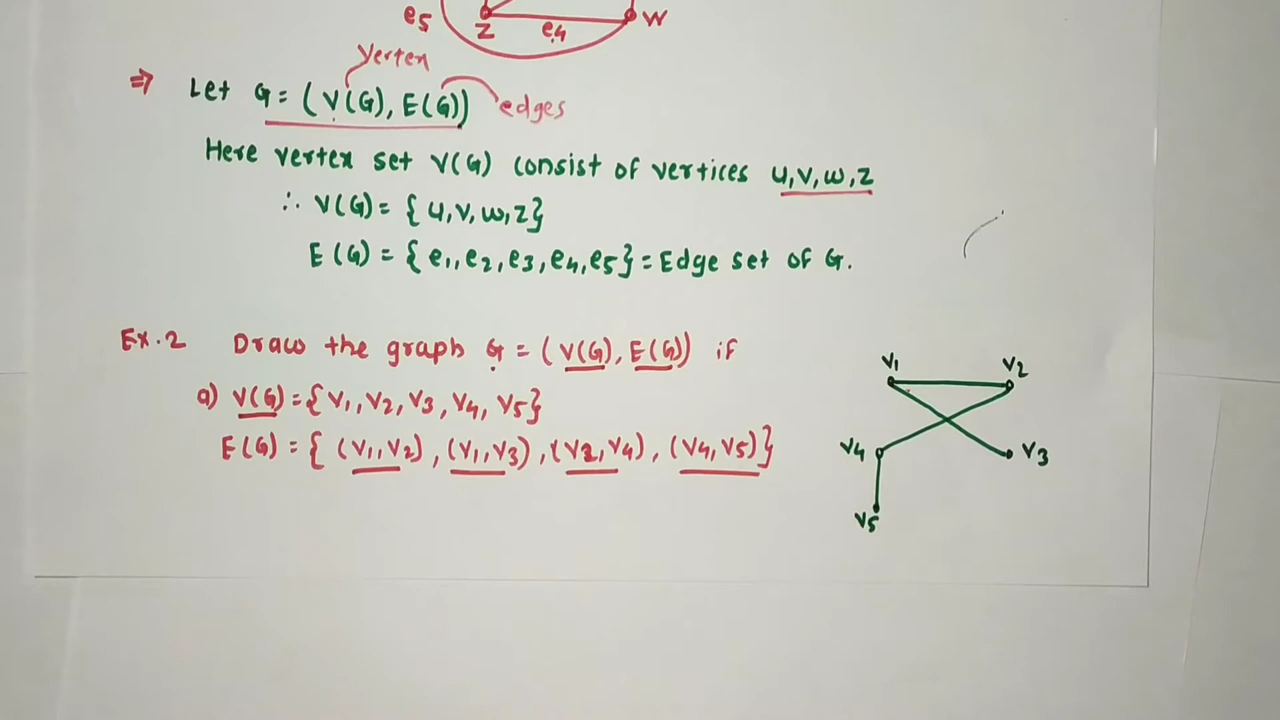 e5 Z e4 W
Verten
⇒ Let G = (V(G), E(G)) edges
Here vertex set V(G) consist of vertices u,v,w,z
∴ V(G) = { u,v,w,z}
E(G) = { e1,e2,e3,e4,e5} = Edge set of G.
Ex.2 Draw the graph G = (V(G), E(G)) if
a) V(G) = { V1, V2, V3, V4, V5}
E(G) = { (V1,V2), (V1,V3), (V2,V4), (V4,V5)}
V1 V2
V4 V3
V5